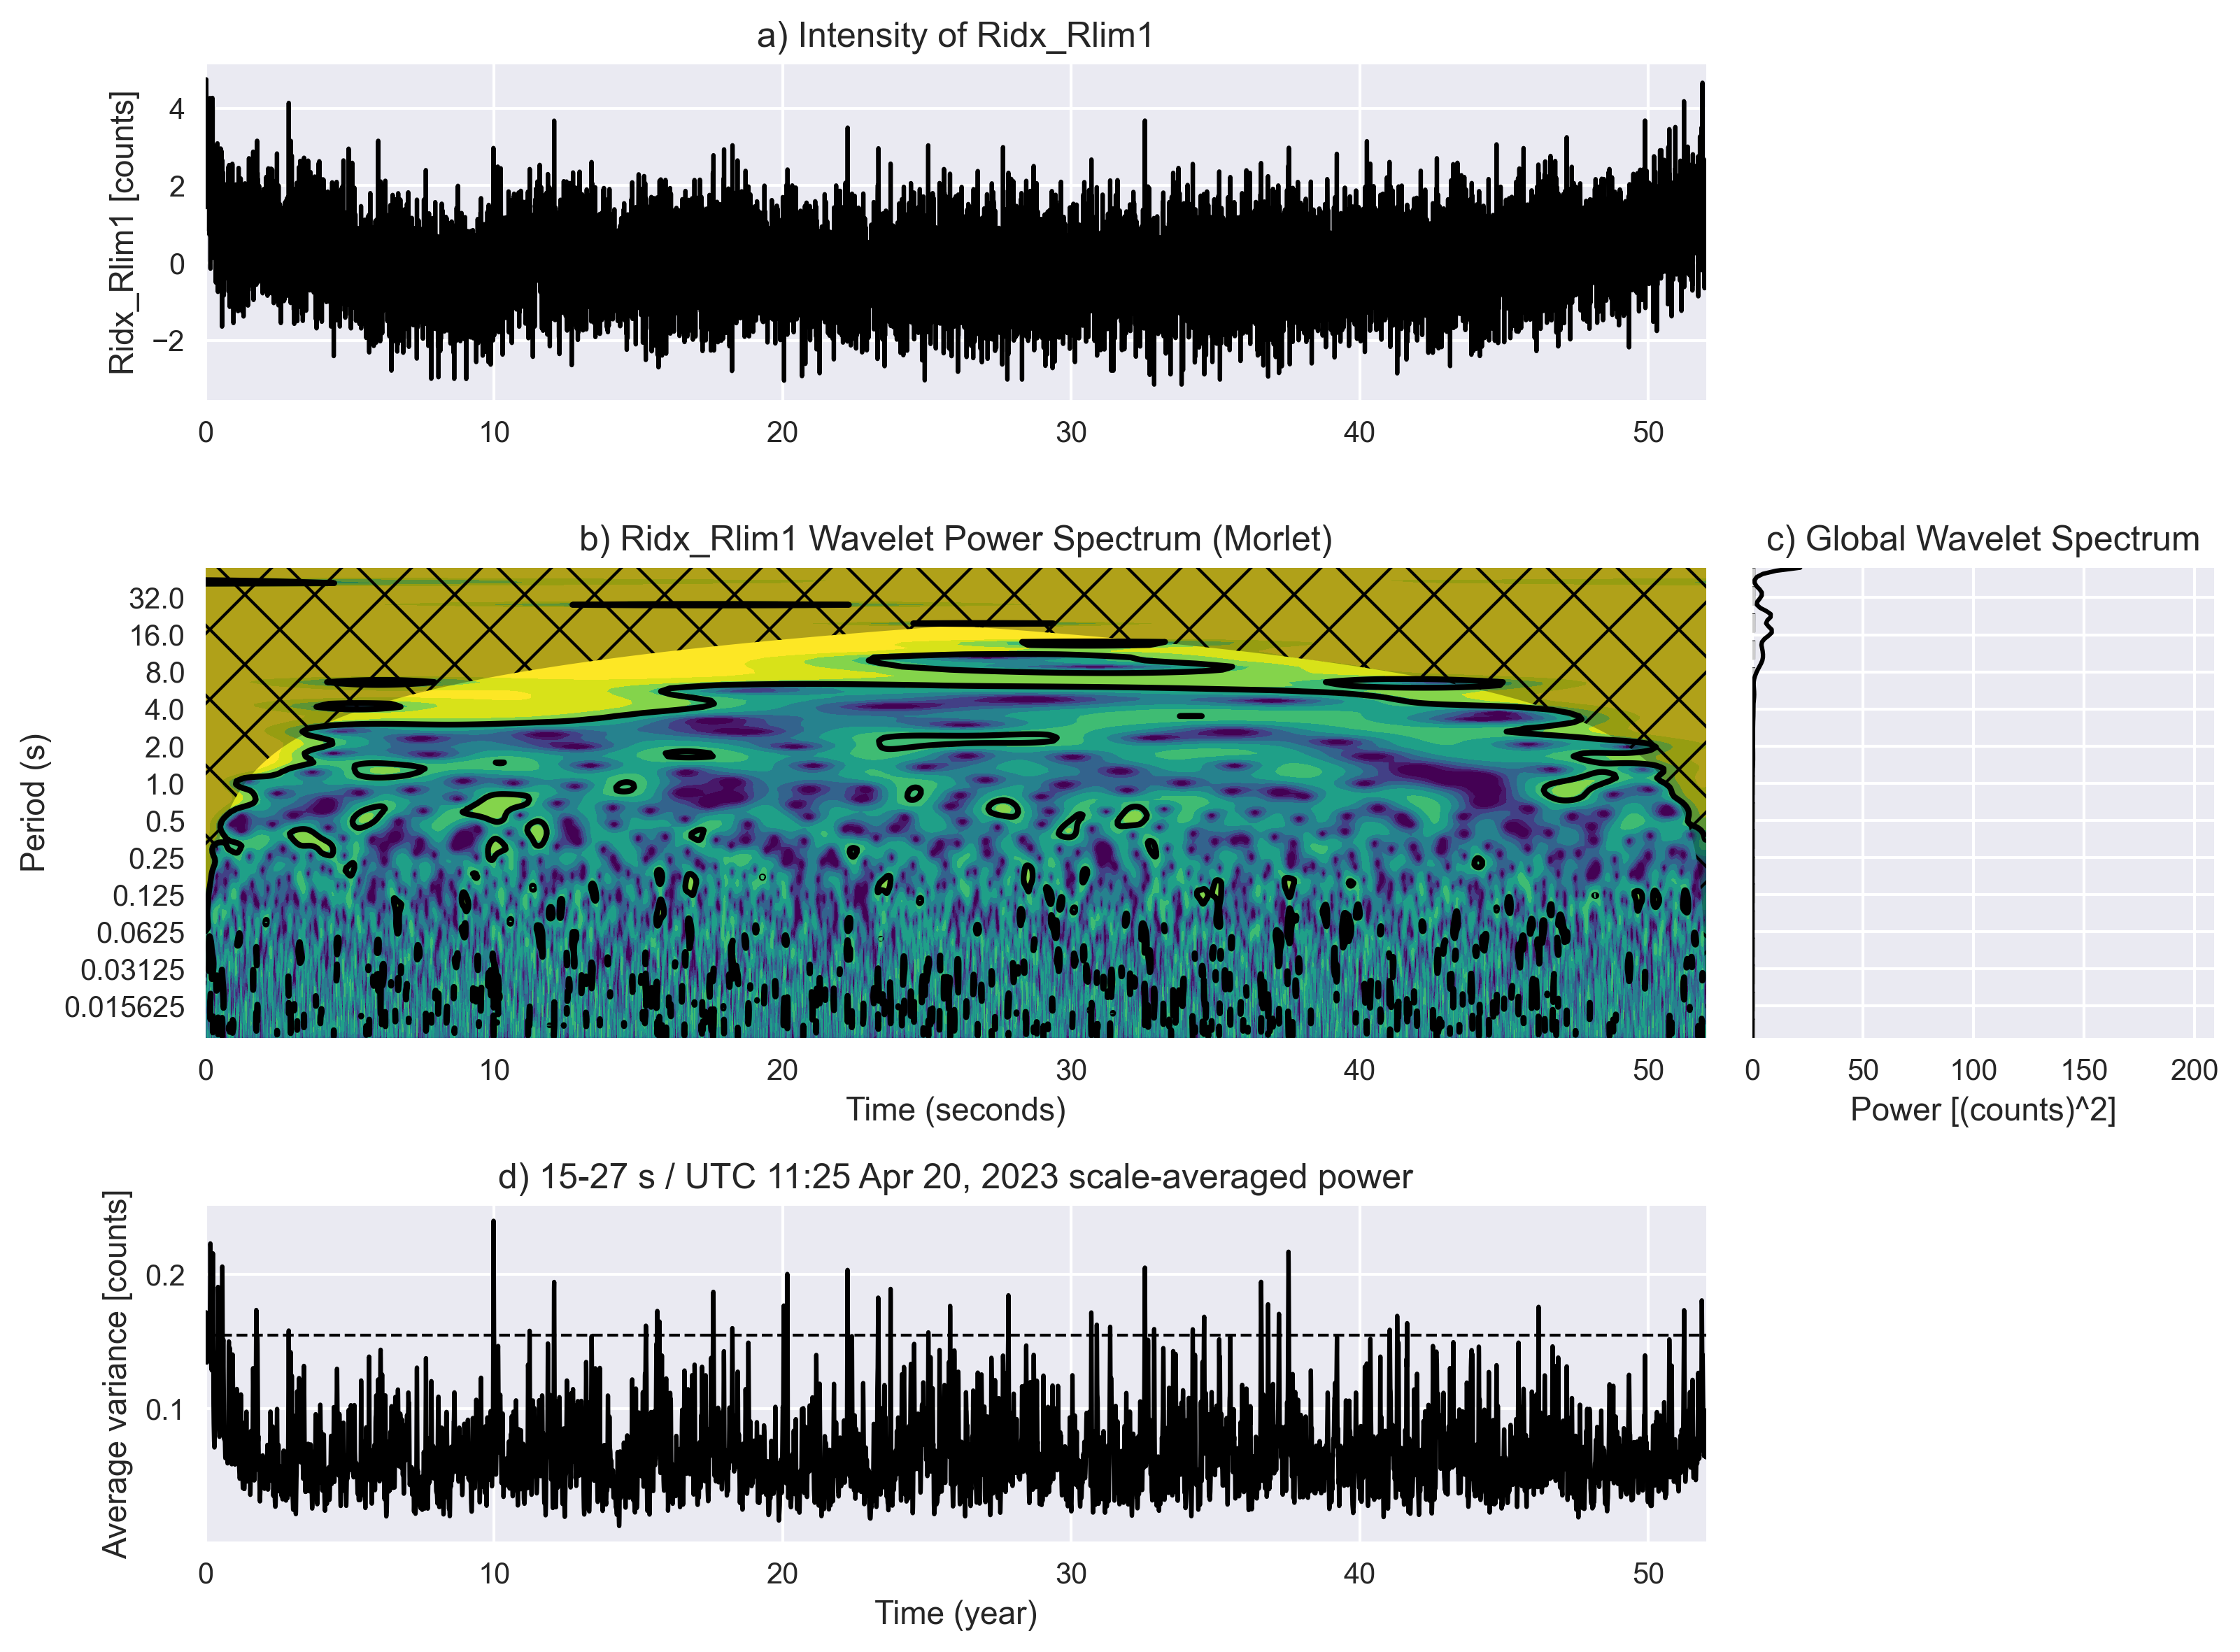 a) Intensity of Ridx_Rlim1
Ridx_Rlim1 [counts]
4
2
0
−2
0 10 20 30 40 50
b) Ridx_Rlim1 Wavelet Power Spectrum (Morlet)
Period (s)
32.0
16.0
8.0
4.0
2.0
1.0
0.5
0.25
0.125
0.0625
0.03125
0.015625
0 10 20 30 40 50
Time (seconds)
c) Global Wavelet Spectrum
0 50 100 150 200
Power [(counts)^2]
d) 15-27 s / UTC 11:25 Apr 20, 2023 scale-averaged power
Average variance [counts]
0.2
0.1
0 10 20 30 40 50
Time (year)